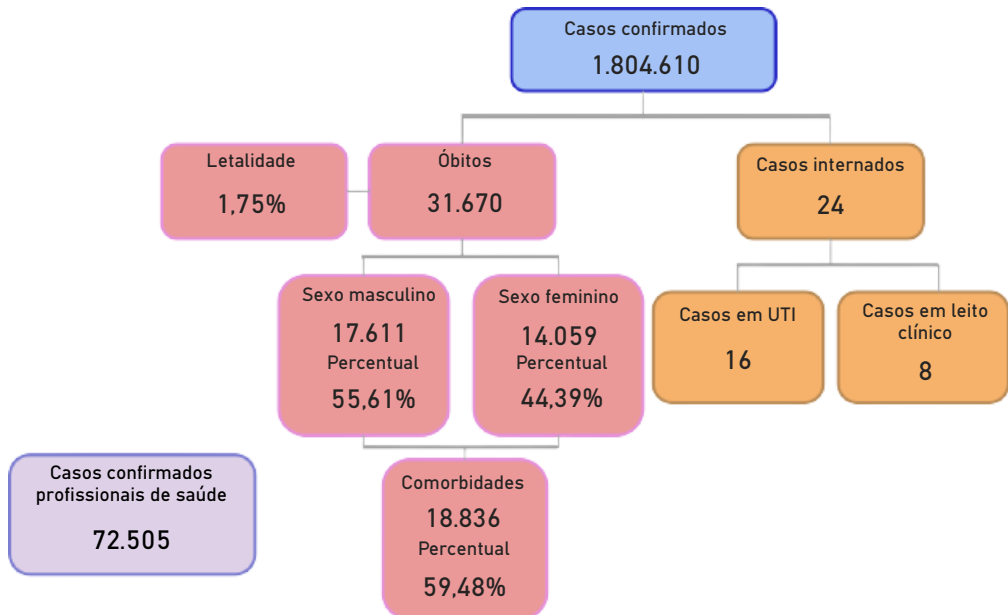 Casos confirmados
1.804.610
Letalidade
1,75%
Óbitos
31.670
Casos internados
24
Sexo masculino
17.611
Percentual
55,61%
Sexo feminino
14.059
Percentual
44,39%
Casos em UTI
16
Casos em leito
clínico
8
Casos confirmados
profissionais de saúde
72.505
Comorbidades
18.836
Percentual
59,48%